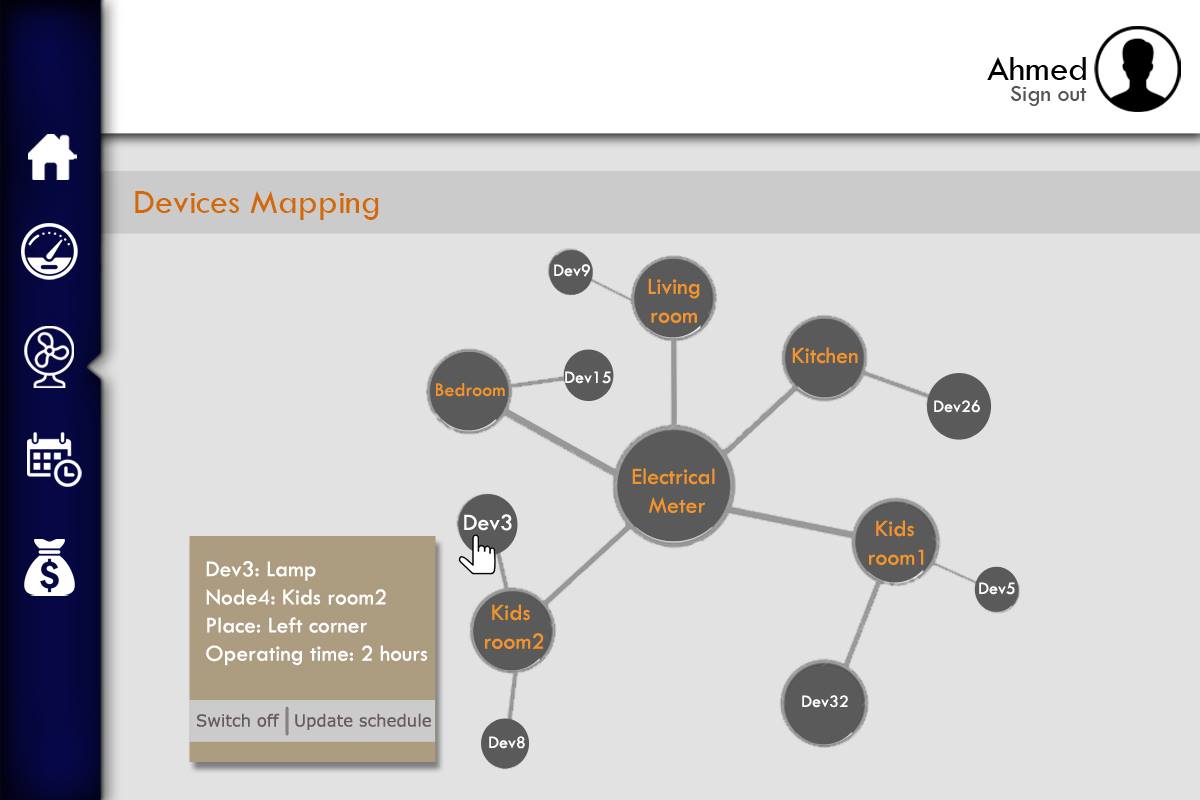 Ahmed
Sign out
Devices Mapping
Dev9
Living
room
Kitchen
Bedroom
Dev15
Dev26
Electrical
Meter
Dev3
Kids
room1
Dev5
Dev3: Lamp
Node4: Kids room2
Place: Left corner
Operating time: 2 hours
Kids
room2
Dev32
Switch off | Update schedule
Dev8
$